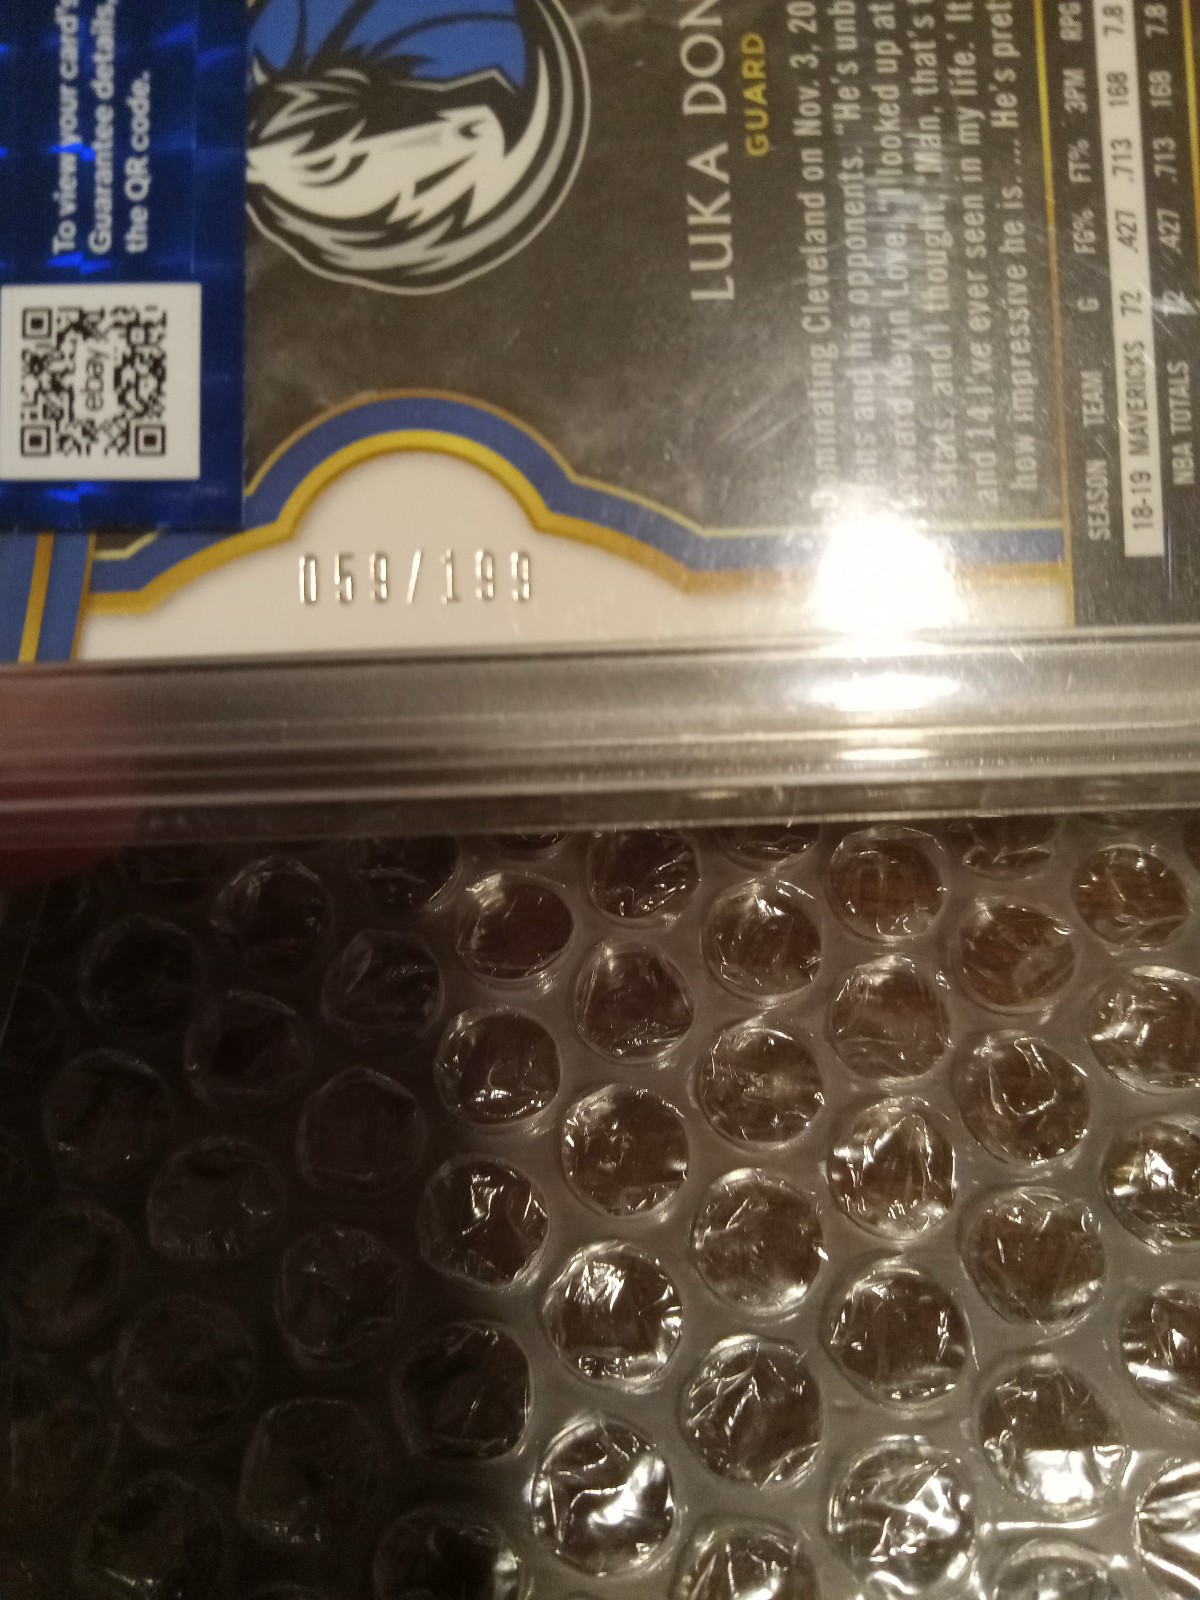 To view your card's
Guarantee details,
the QR code.
ebay
LUKA DON
GUARD
ominating Cleveland on Nov. 3, 20
and his opponents. "He's unb
Kevin Love. "I looked up at
stats, and I thought, 'Man, that's
and 14 I've ever seen in my life.' It
how impressive he is. ... He's pret
SEASON TEAM G FG% FT% 3PM RPG
18-19 MAVERICKS 72 .427 .713 168 7.8
NBA TOTALS 72 .427 .713 168 7.8
059/199